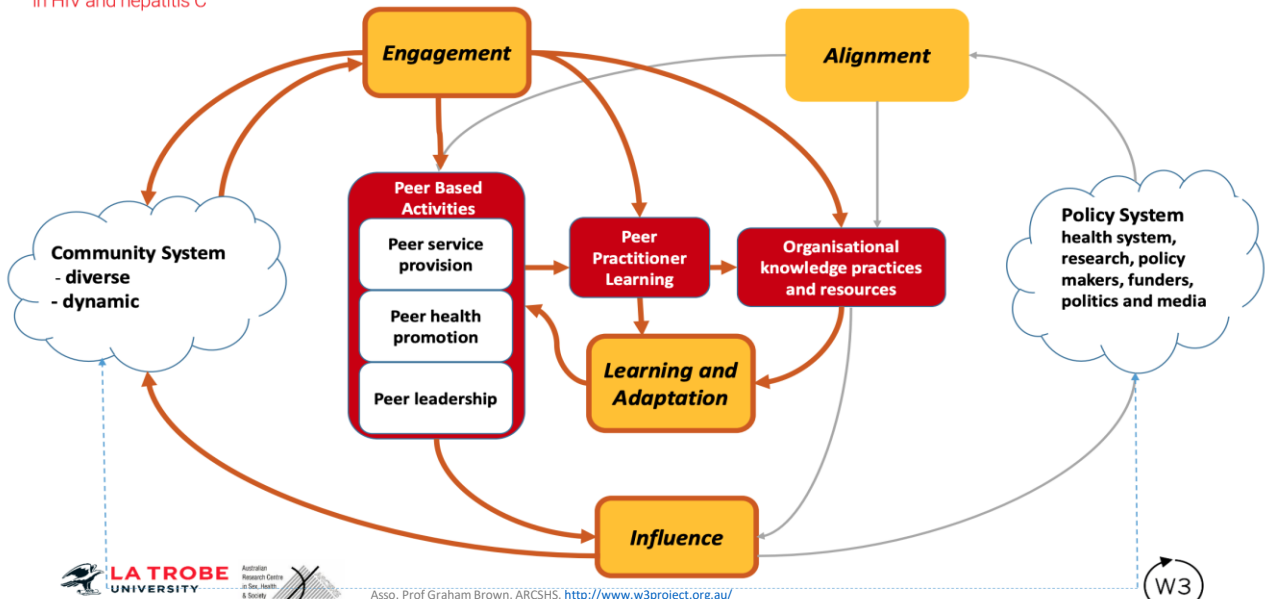 in HIV and hepatitis C
Engagement
Alignment
Peer Based
Activities
Peer service
provision
Peer health
promotion
Peer leadership
Community System
- diverse
- dynamic
Peer
Practitioner
Learning
Organisational
knowledge practices
and resources
Policy System
health system,
research, policy
makers, funders,
politics and media
Learning and
Adaptation
Influence
LA TROBE
UNIVERSITY
Australian
Research Centre
in Sex, Health
& Society
Asso. Prof Graham Brown, ARCSHS, http://www.w3project.org.au/
W3